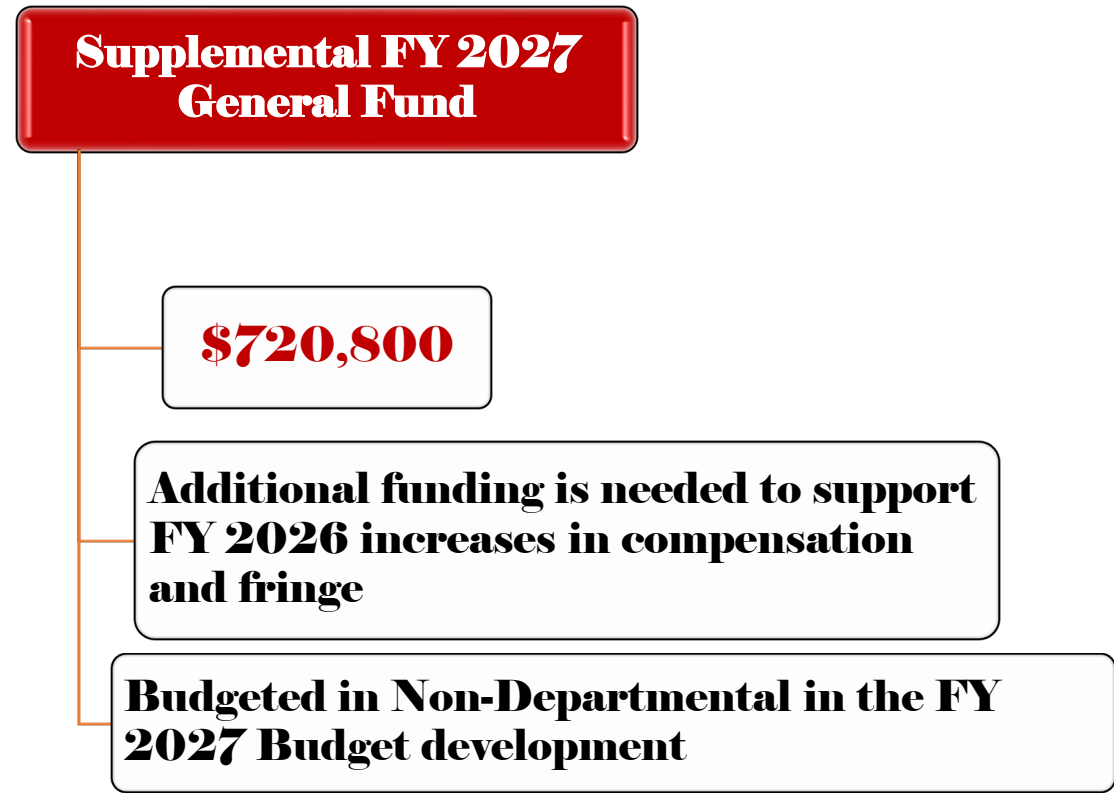 Supplemental FY 2027
General Fund
$720,800
Additional funding is needed to support
FY 2026 increases in compensation
and fringe
Budgeted in Non-Departmental in the FY
2027 Budget development